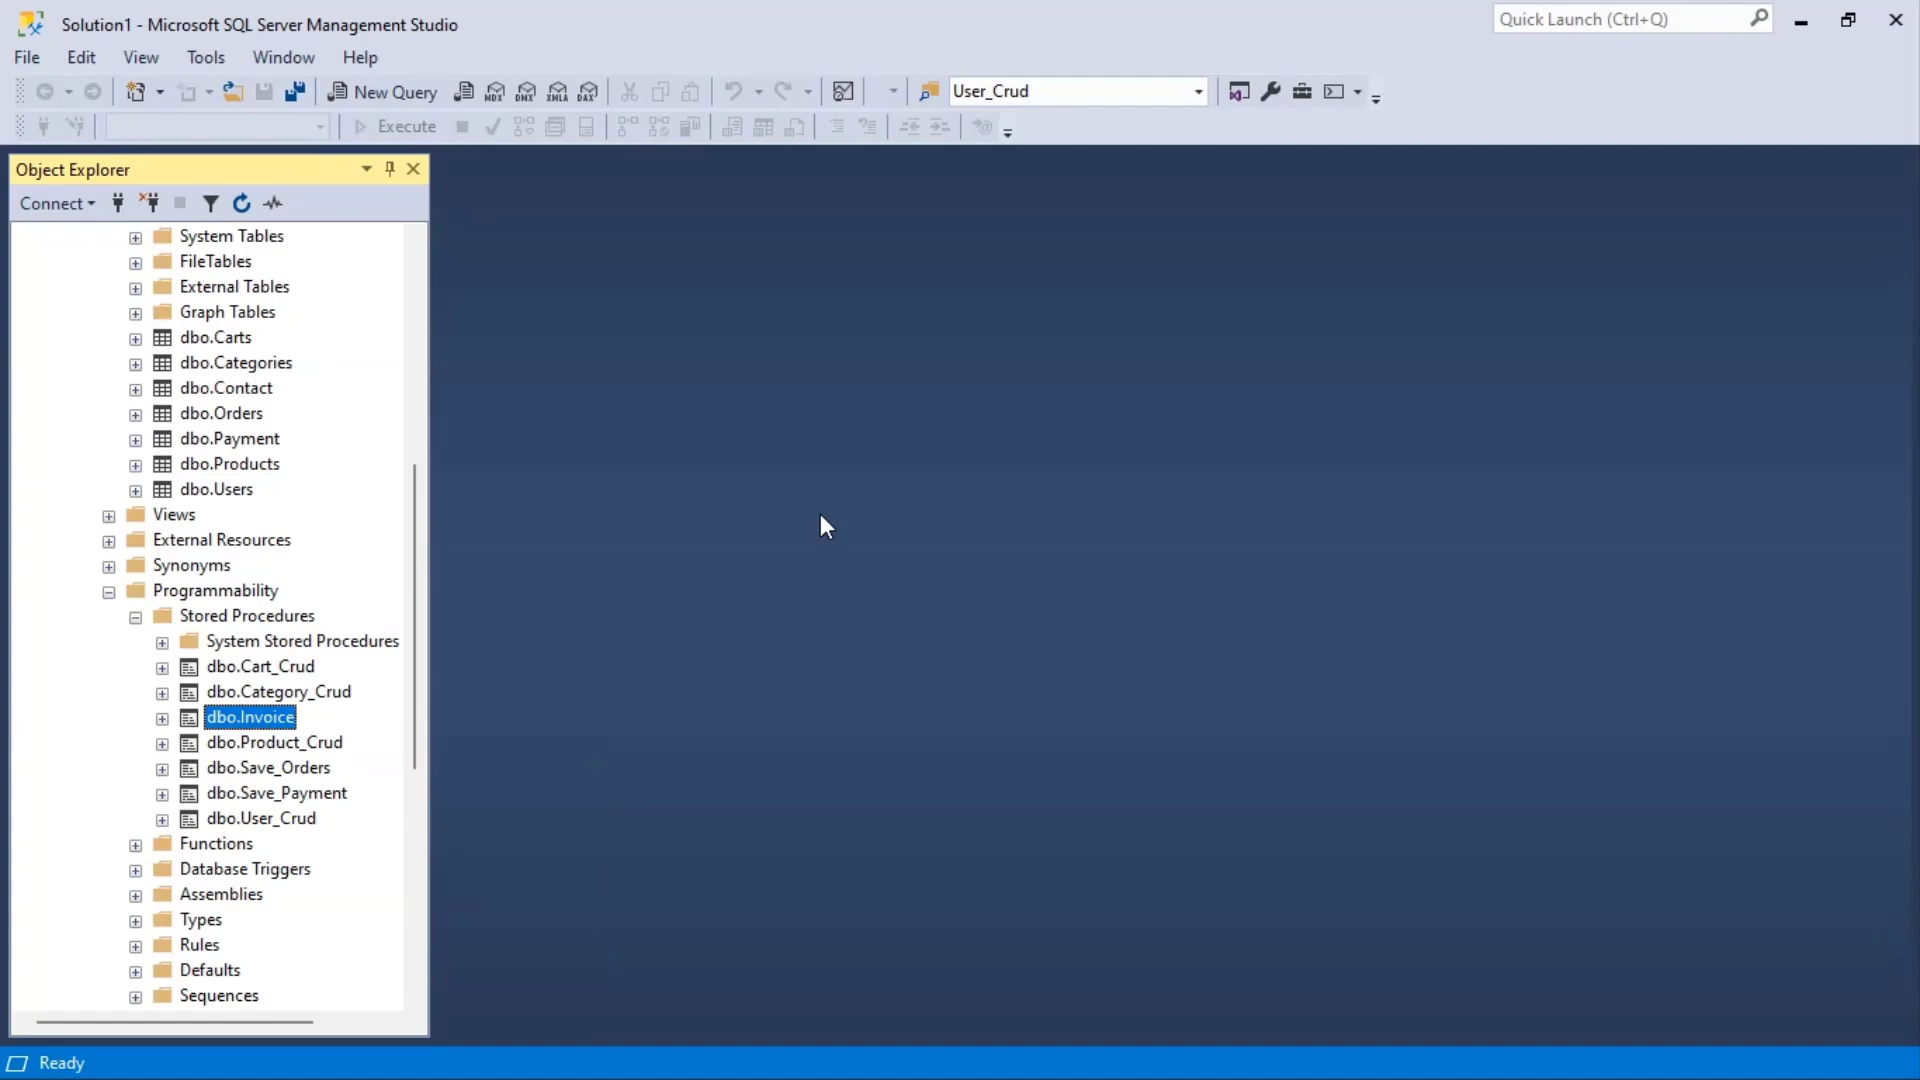 Solution1 - Microsoft SQL Server Management Studio
Quick Launch (Ctrl+Q)
File Edit View Tools Window Help
New Query MDX DMX XMLA DAX User_Crud
Execute
Object Explorer
Connect
System Tables
FileTables
External Tables
Graph Tables
dbo.Carts
dbo.Categories
dbo.Contact
dbo.Orders
dbo.Payment
dbo.Products
dbo.Users
Views
External Resources
Synonyms
Programmability
Stored Procedures
System Stored Procedures
dbo.Cart_Crud
dbo.Category_Crud
dbo.Invoice
dbo.Product_Crud
dbo.Save_Orders
dbo.Save_Payment
dbo.User_Crud
Functions
Database Triggers
Assemblies
Types
Rules
Defaults
Sequences
Ready